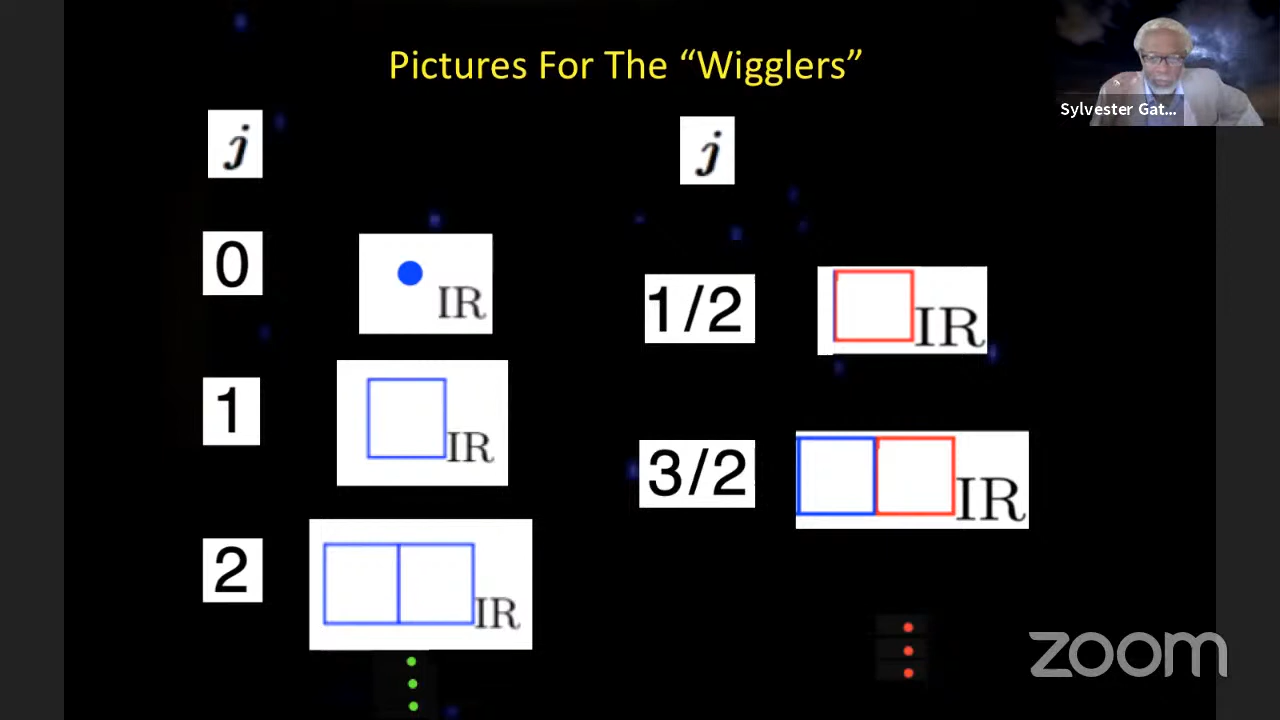 Pictures For The “Wigglers”
Sylvester Gat...
j
j
0
IR
1/2
IR
1
IR
3/2
IR
2
IR
zoom